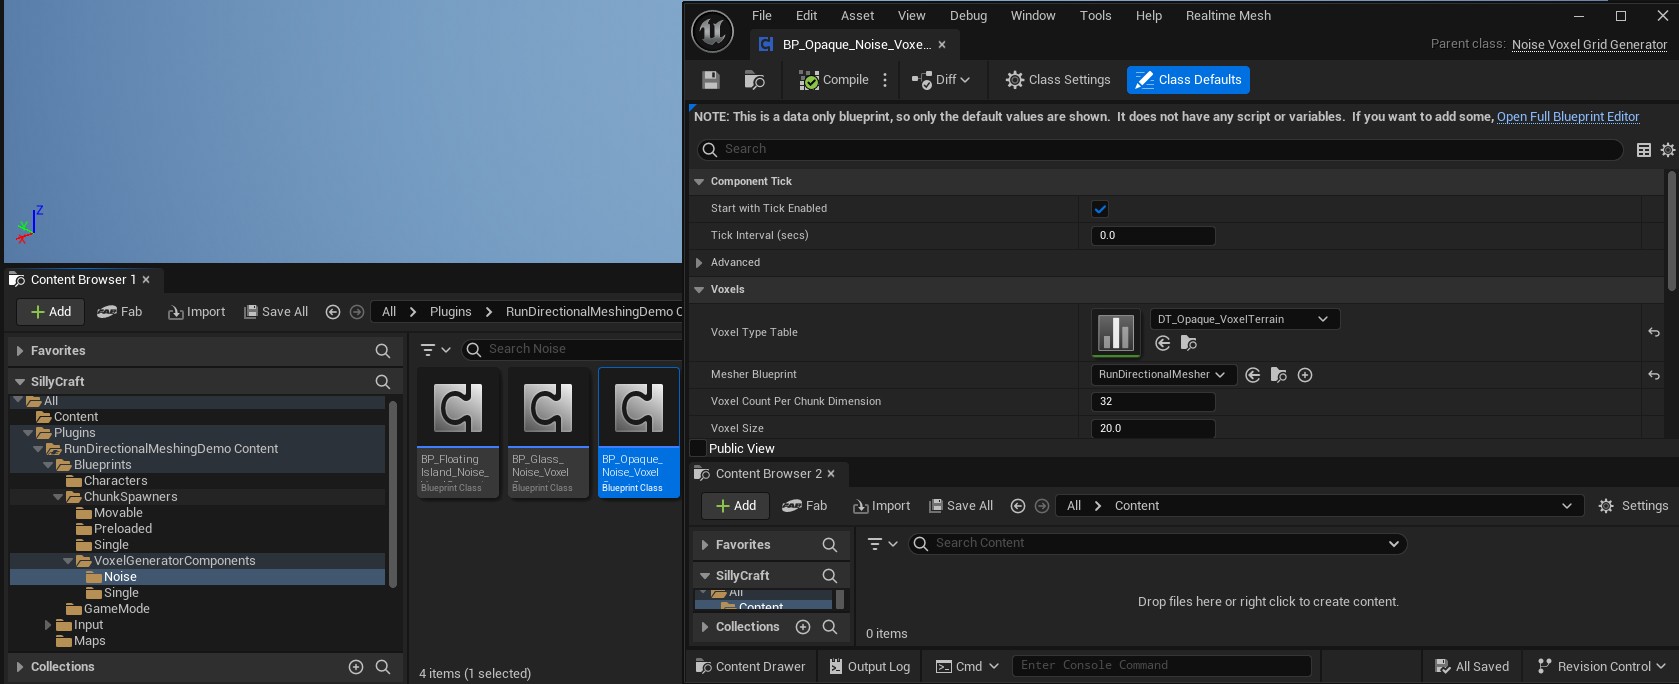 File Edit Asset View Debug Window Tools Help Realtime Mesh
BP_Opaque_Noise_Voxe...
Parent class: Noise Voxel Grid Generator
Compile Diff Class Settings Class Defaults
NOTE: This is a data only blueprint, so only the default values are shown. It does not have any script or variables. If you want to add some, Open Full Blueprint Editor
Search
Component Tick
Start with Tick Enabled
Tick Interval (secs) 0.0
Advanced
Voxels
Voxel Type Table DT_Opaque_VoxelTerrain
Mesher Blueprint RunDirectionalMesher
Voxel Count Per Chunk Dimension 32
Voxel Size 20.0
Public View
Z
Y
X
Content Browser 1
Add Fab Import Save All All Plugins RunDirectionalMeshingDemo C
Favorites
SillyCraft
All
Content
Plugins
RunDirectionalMeshingDemo Content
Blueprints
Characters
ChunkSpawners
Movable
Preloaded
Single
VoxelGeneratorComponents
Noise
Single
GameMode
Input
Maps
Collections
Search Noise
BP_Floating
Island_Noise_
Blueprint Class
BP_Glass_
Noise_Voxel
Blueprint Class
BP_Opaque_
Noise_Voxel
Blueprint Class
4 items (1 selected)
Content Browser 2
Add Fab Import Save All All Content Settings
Favorites
SillyCraft
All
Content
Collections
Search Content
Drop files here or right click to create content.
0 items
Content Drawer Output Log Cmd Enter Console Command All Saved Revision Control